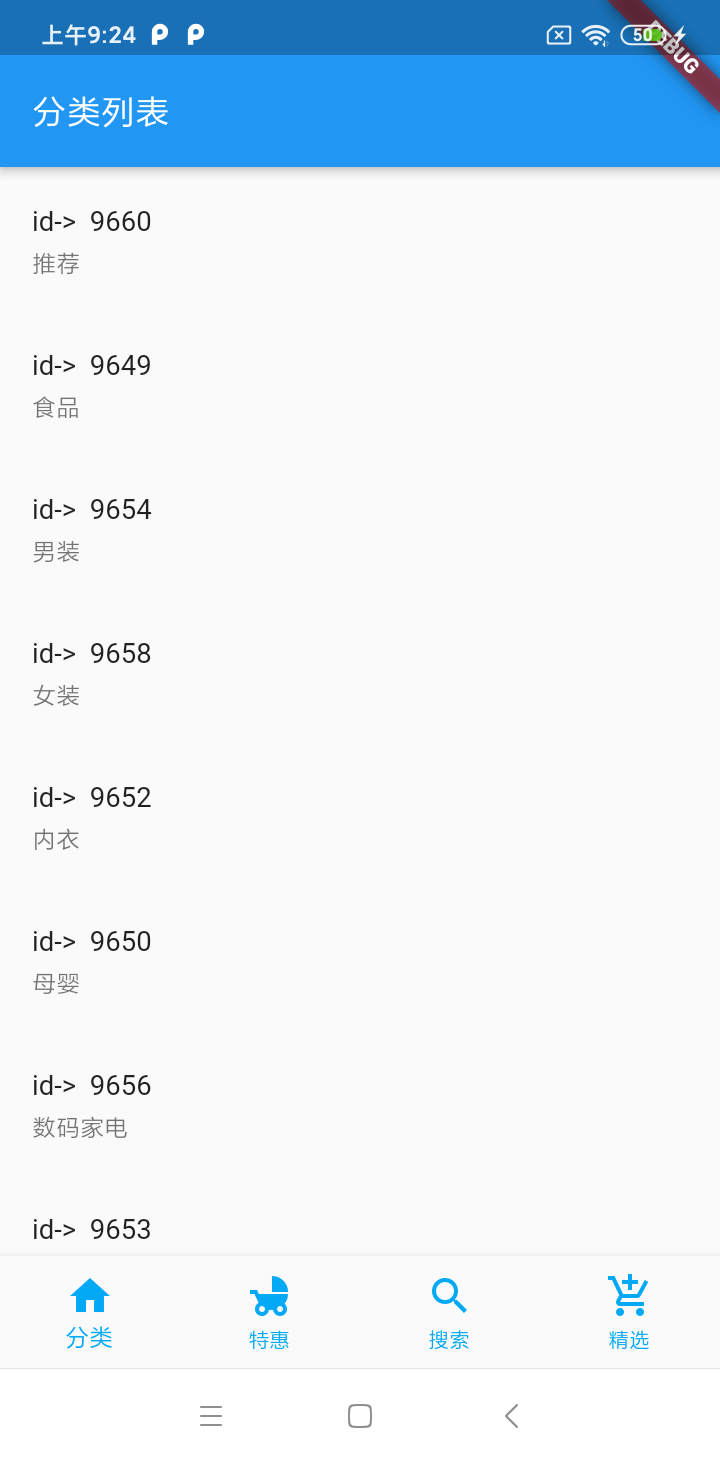 上午9:24
50
DEBUG
分类列表
id-> 9660
推荐
id-> 9649
食品
id-> 9654
男装
id-> 9658
女装
id-> 9652
内衣
id-> 9650
母婴
id-> 9656
数码家电
id-> 9653
分类
特惠
搜索
精选